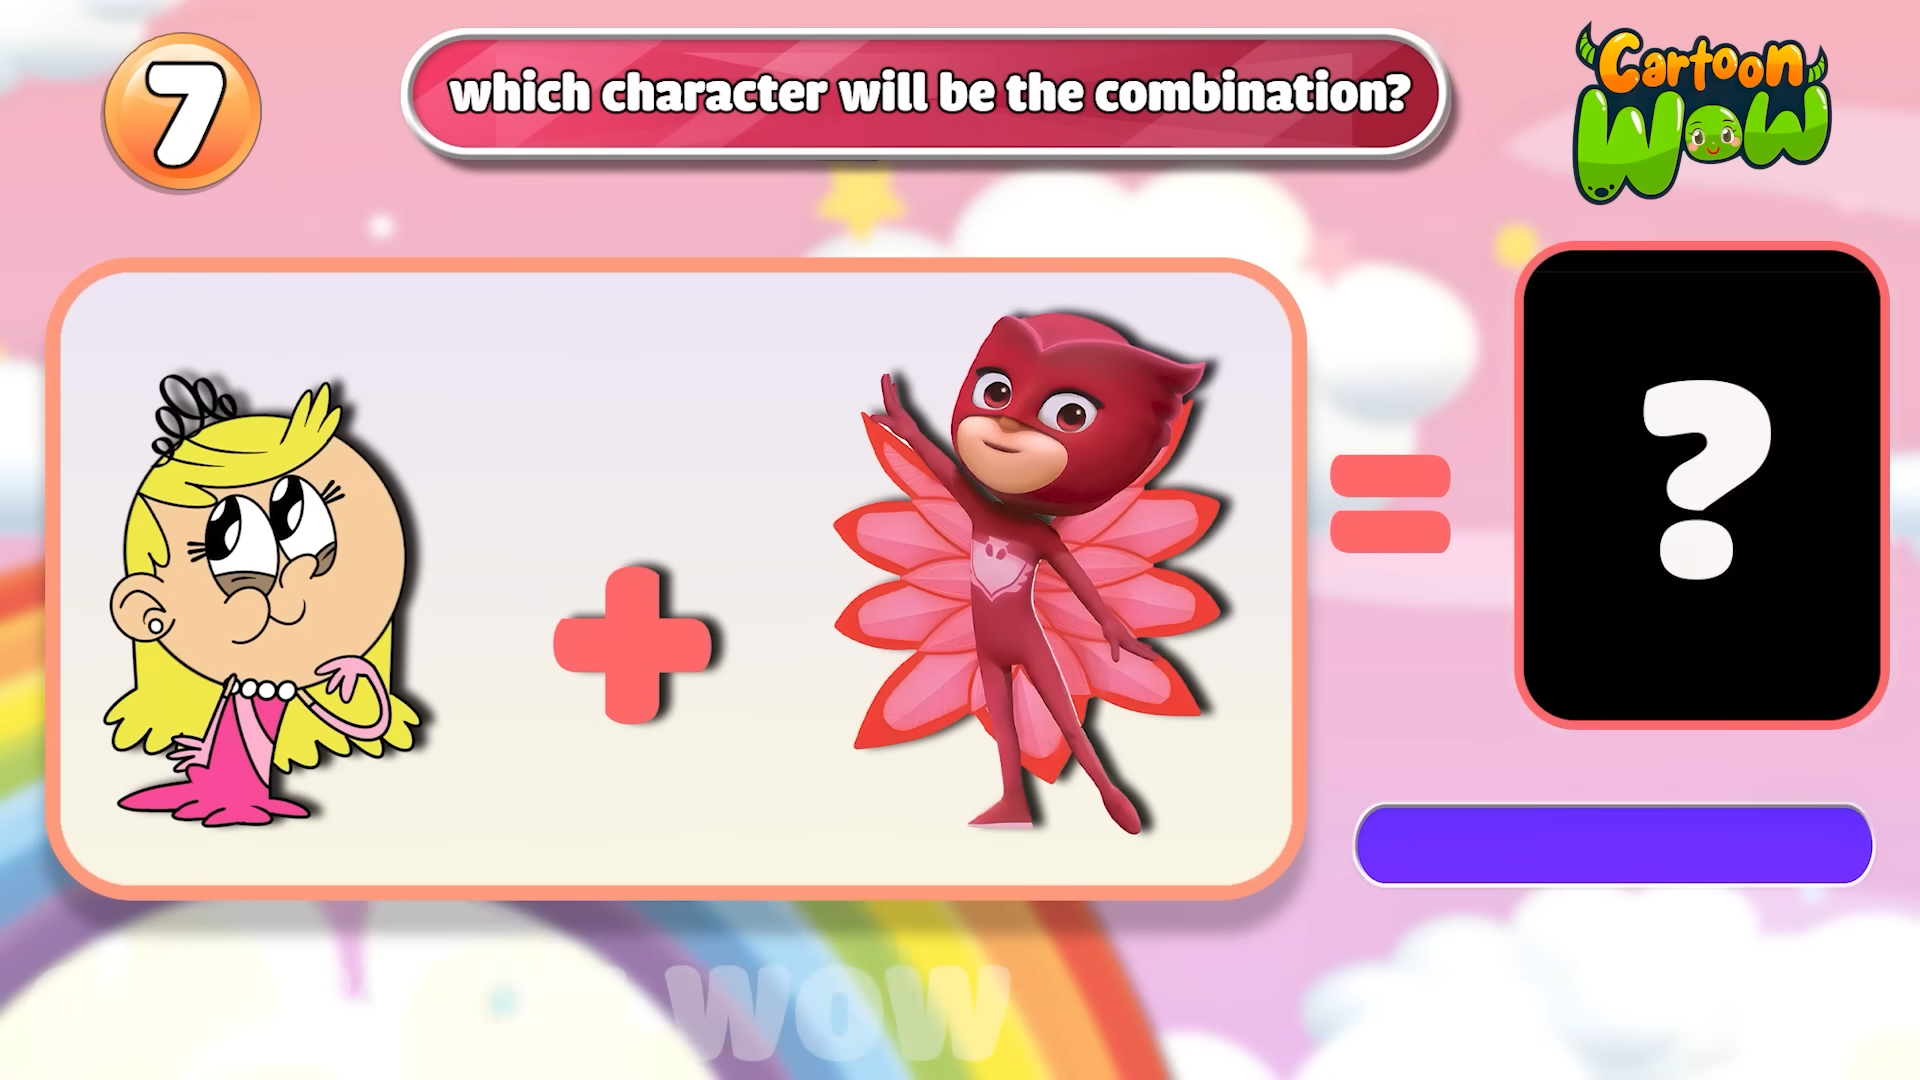 7
which character will be the combination?
Cartoon
WOW
?
WOW